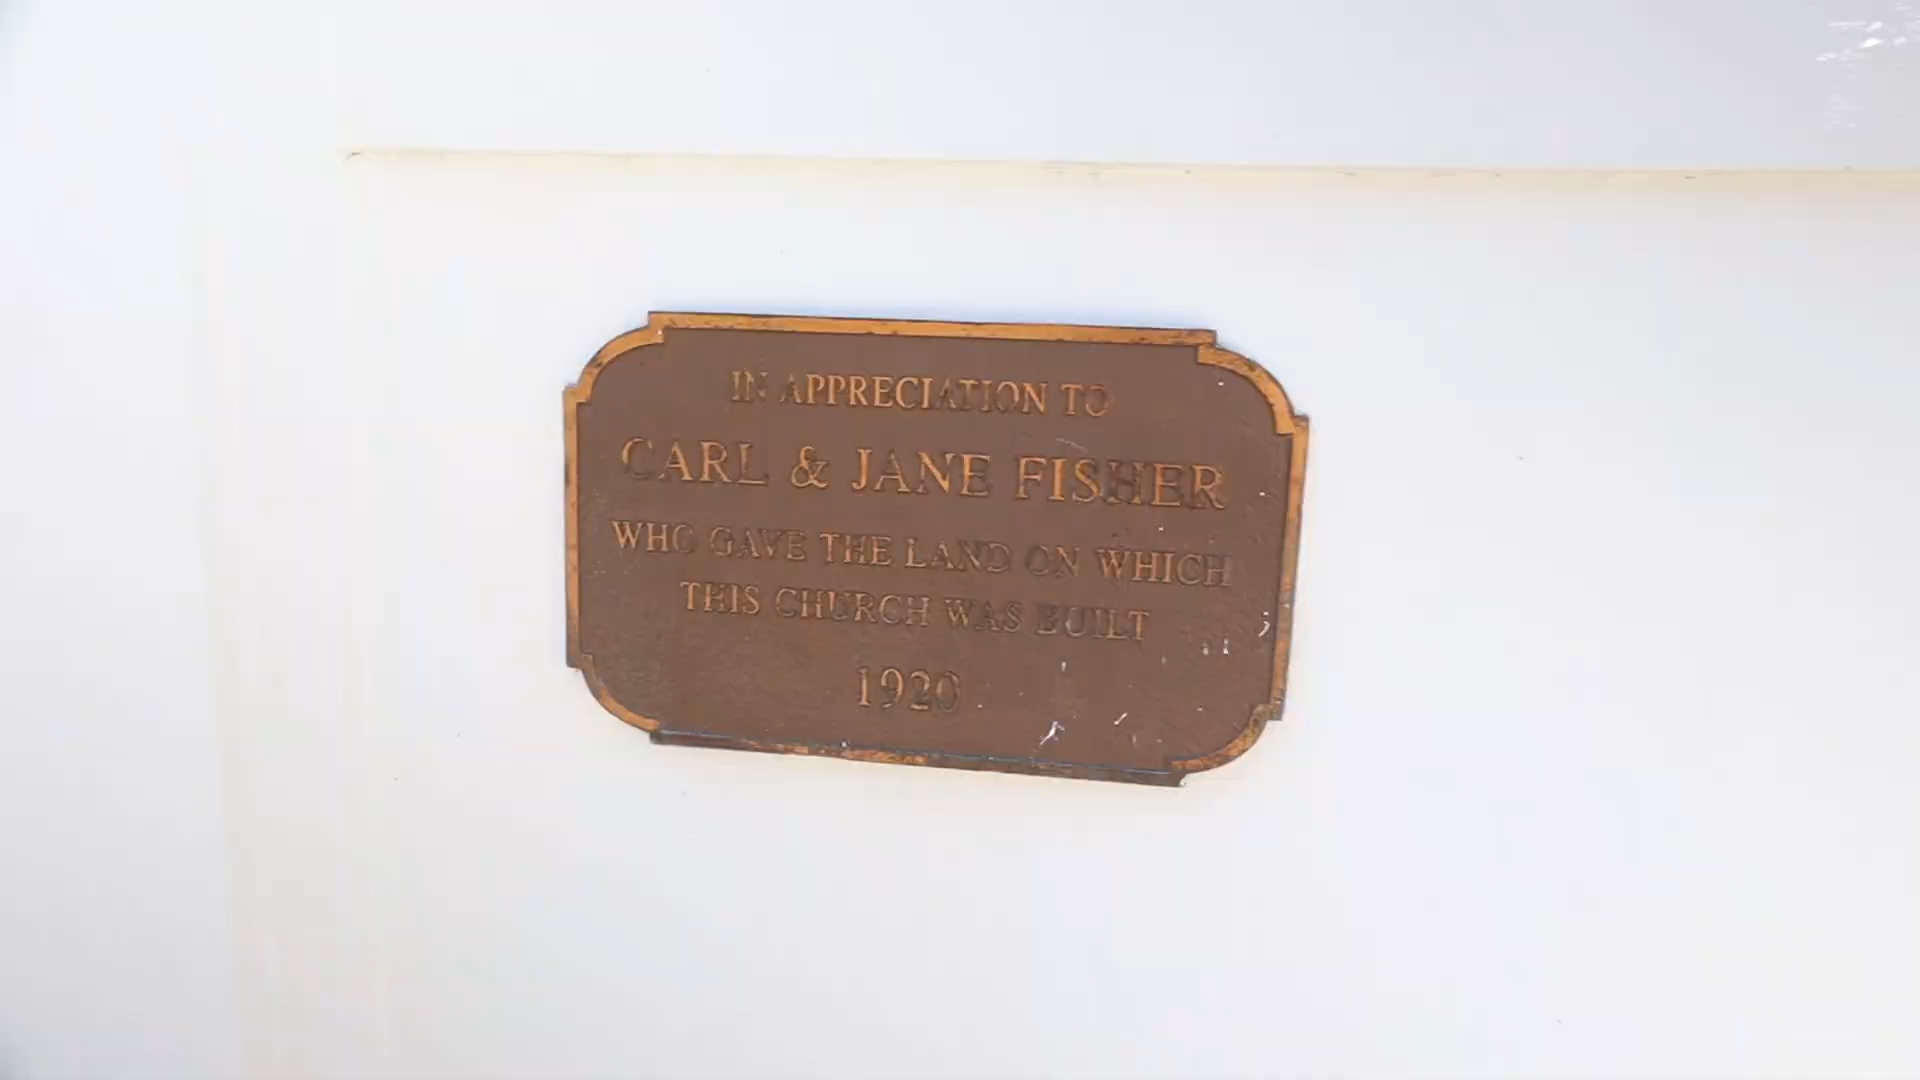 IN APPRECIATION TO
CARL & JANE FISHER
WHO GAVE THE LAND ON WHICH
THIS CHURCH WAS BUILT
1920